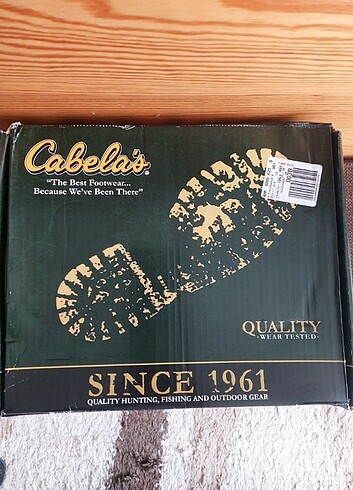 Cabela's®
"The Best Footwear...
Because We've Been There"
QUALITY
-WEAR TESTED-
SINCE 1961
QUALITY HUNTING, FISHING AND OUTDOOR GEAR